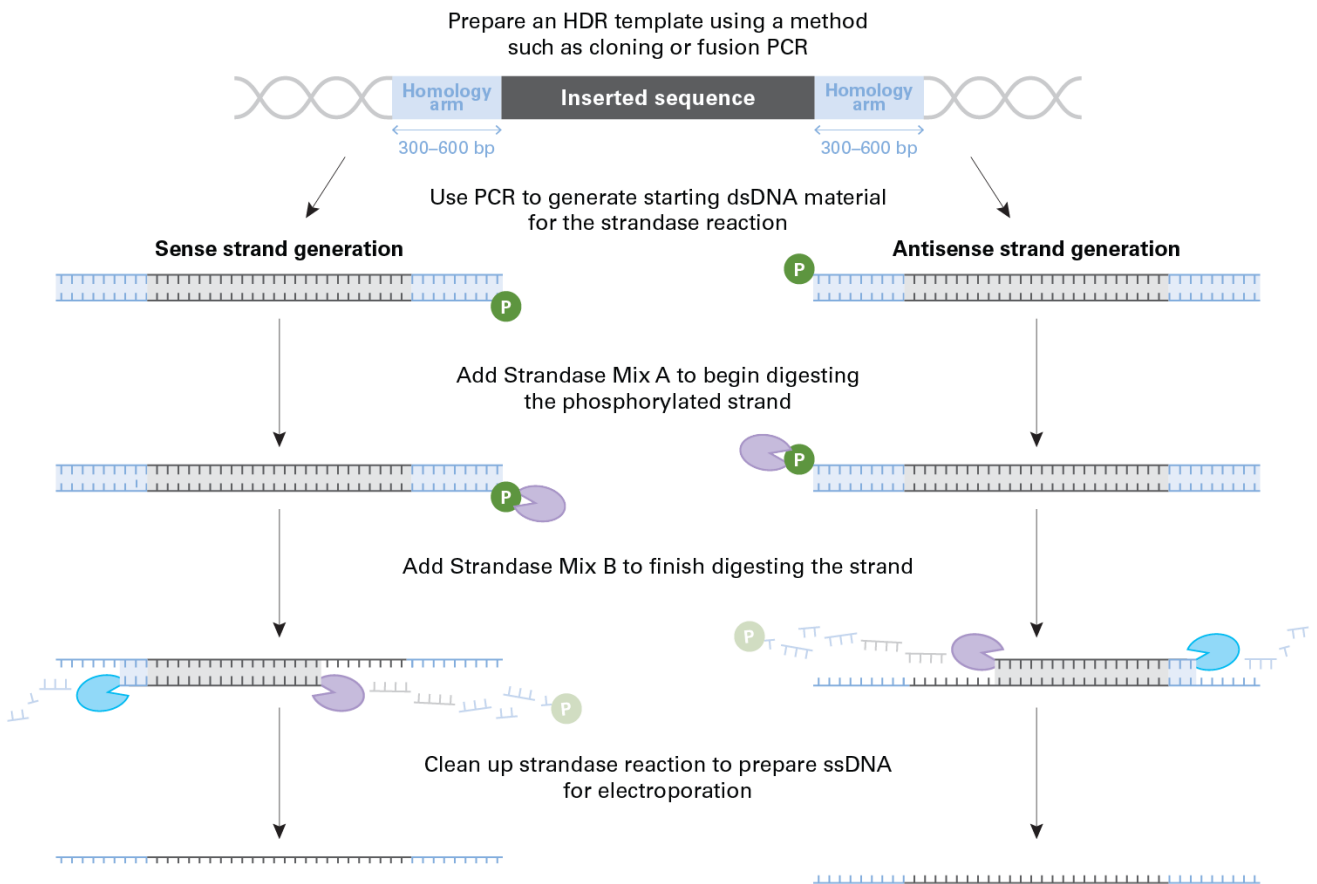 Prepare an HDR template using a method
such as cloning or fusion PCR
Homology
arm
Inserted sequence
Homology
arm
300–600 bp
300–600 bp
Use PCR to generate starting dsDNA material
for the strandase reaction
Sense strand generation
Antisense strand generation
P
P
Add Strandase Mix A to begin digesting
the phosphorylated strand
P
P
Add Strandase Mix B to finish digesting the strand
P
P
Clean up strandase reaction to prepare ssDNA
for electroporation